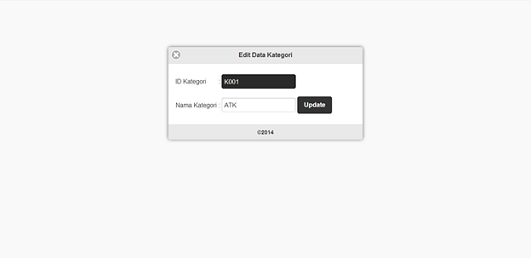 Edit Data Kategori
ID Kategori : K001
Nama Kategori : ATK Update
©2014